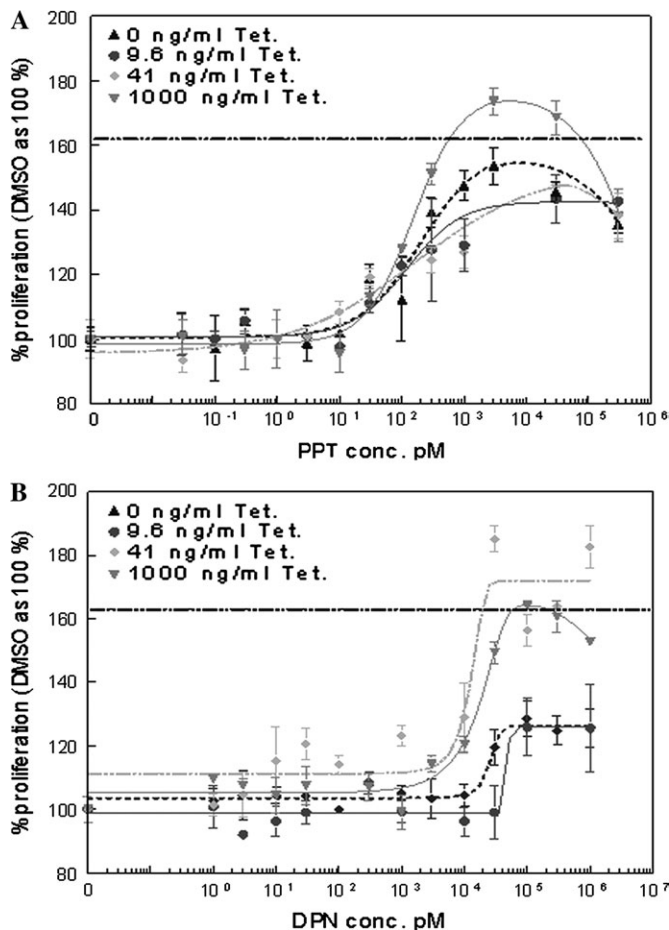 A
200
▲ 0 ng/ml Tet.
● 9.6 ng/ml Tet.
◆ 41 ng/ml Tet.
▼ 1000 ng/ml Tet.
180
160
140
120
100
80
%proliferation (DMSO as 100 %)
0 10⁻¹ 10⁰ 10¹ 10² 10³ 10⁴ 10⁵ 10⁶
PPT conc. pM
B
200
▲ 0 ng/ml Tet.
● 9.6 ng/ml Tet.
◆ 41 ng/ml Tet.
▼ 1000 ng/ml Tet.
180
160
140
120
100
80
%proliferation (DMSO as 100 %)
0 10⁰ 10¹ 10² 10³ 10⁴ 10⁵ 10⁶ 10⁷
DPN conc. pM